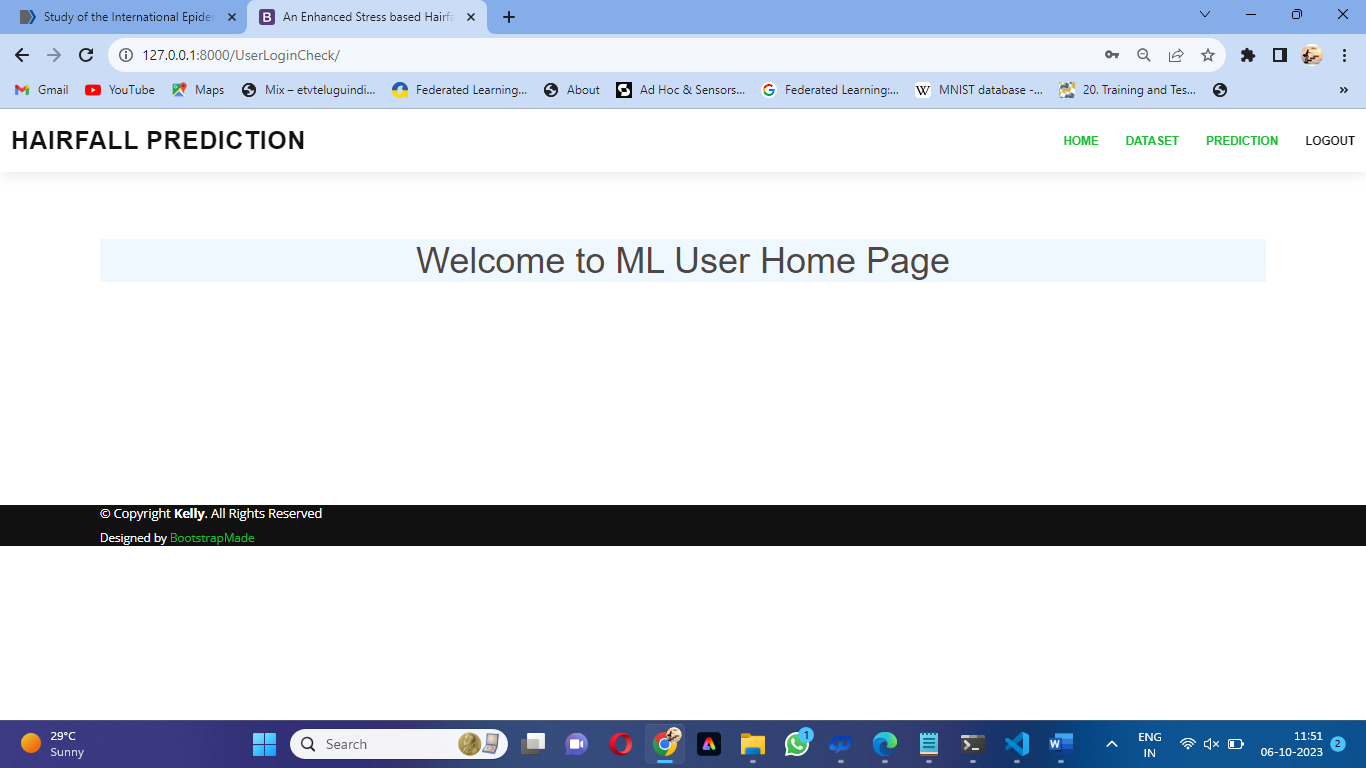 Study of the International Epider
An Enhanced Stress based Hairfa
127.0.0.1:8000/UserLoginCheck/
Gmail YouTube Maps Mix – etvteluguindi... Federated Learning... About Ad Hoc & Sensors... Federated Learning:... MNIST database -... 20. Training and Tes... »
HAIRFALL PREDICTION
HOME DATASET PREDICTION LOGOUT
Welcome to ML User Home Page
© Copyright Kelly. All Rights Reserved
Designed by BootstrapMade
29°C
Sunny
Search
1
ENG
IN
11:51
06-10-2023
2